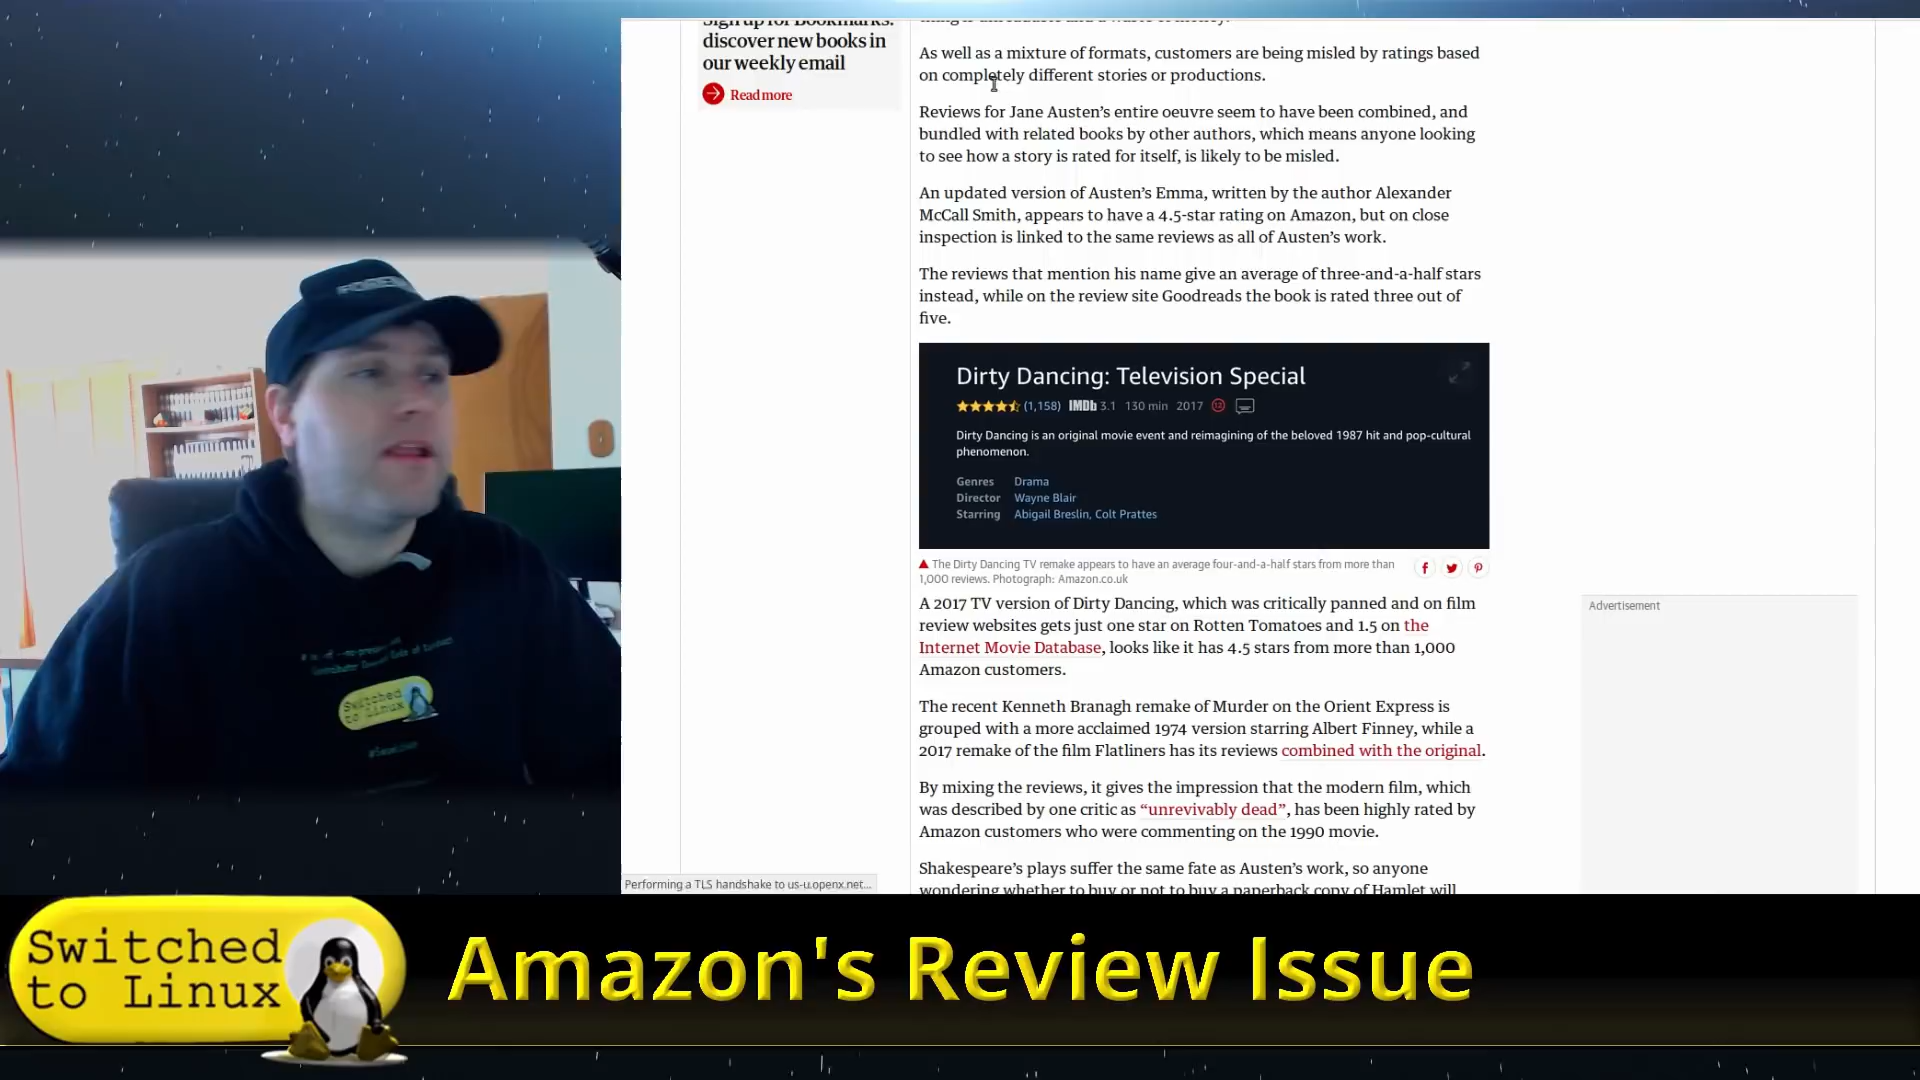 discover new books in
our weekly email
Read more
As well as a mixture of formats, customers are being misled by ratings based
on completely different stories or productions.
Reviews for Jane Austen’s entire oeuvre seem to have been combined, and
bundled with related books by other authors, which means anyone looking
to see how a story is rated for itself, is likely to be misled.
An updated version of Austen’s Emma, written by the author Alexander
McCall Smith, appears to have a 4.5-star rating on Amazon, but on close
inspection is linked to the same reviews as all of Austen’s work.
The reviews that mention his name give an average of three-and-a-half stars
instead, while on the review site Goodreads the book is rated three out of
five.
Dirty Dancing: Television Special
(1,158) IMDb 3.1 130 min 2017 12
Dirty Dancing is an original movie event and reimagining of the beloved 1987 hit and pop-cultural
phenomenon.
Genres Drama
Director Wayne Blair
Starring Abigail Breslin, Colt Prattes
The Dirty Dancing TV remake appears to have an average four-and-a-half stars from more than
1,000 reviews. Photograph: Amazon.co.uk
A 2017 TV version of Dirty Dancing, which was critically panned and on film
review websites gets just one star on Rotten Tomatoes and 1.5 on the
Internet Movie Database, looks like it has 4.5 stars from more than 1,000
Amazon customers.
The recent Kenneth Branagh remake of Murder on the Orient Express is
grouped with a more acclaimed 1974 version starring Albert Finney, while a
2017 remake of the film Flatliners has its reviews combined with the original.
By mixing the reviews, it gives the impression that the modern film, which
was described by one critic as “unrevivably dead”, has been highly rated by
Amazon customers who were commenting on the 1990 movie.
Shakespeare’s plays suffer the same fate as Austen’s work, so anyone
wondering whether to buy or not to buy a paperback copy of Hamlet will
Advertisement
Performing a TLS handshake to us-u.openx.net...
Switched
to Linux
Switched
to Linux
Amazon's Review Issue